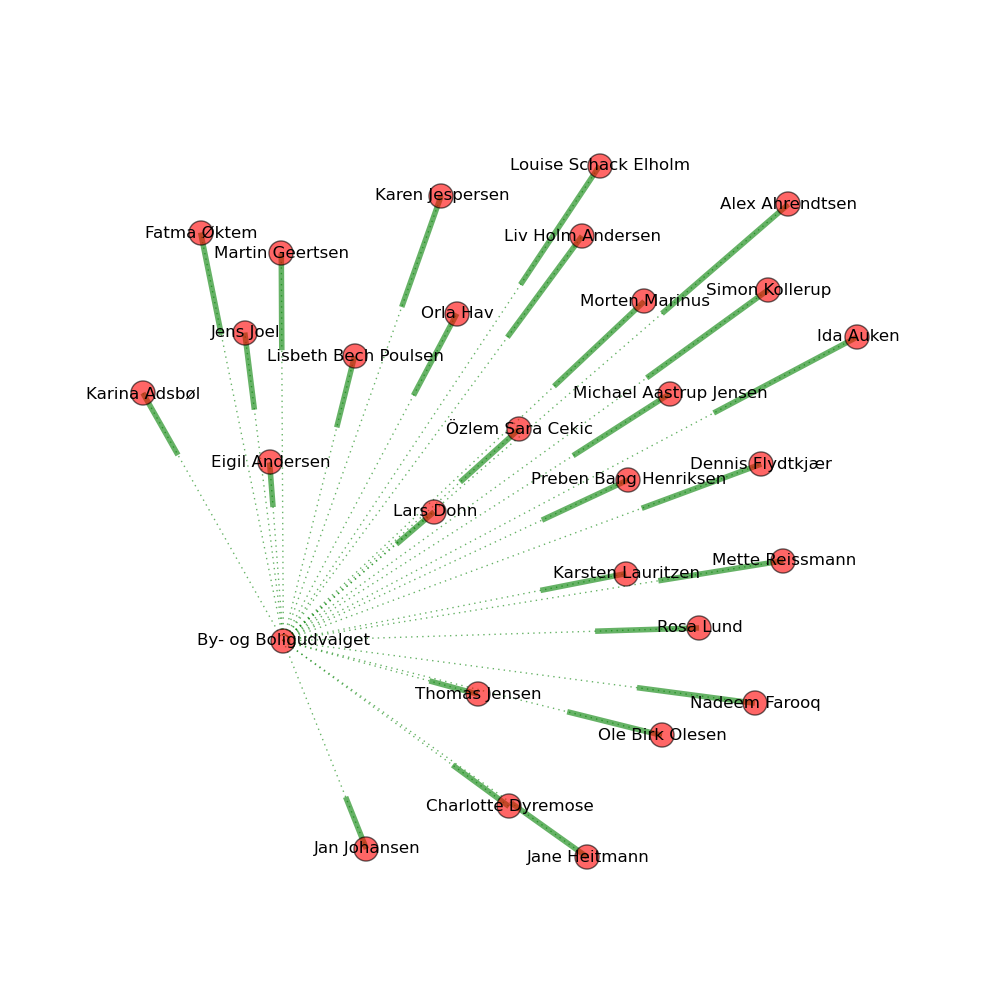 Louise Schack Elholm
Karen Jespersen
Alex Ahrendtsen
Fatma Øktem
Liv Holm Andersen
Martin Geertsen
Simon Kollerup
Morten Marinus
Orla Hav
Jens Joel
Ida Auken
Lisbeth Bech Poulsen
Karina Adsbøl
Michael Aastrup Jensen
Özlem Sara Cekic
Eigil Andersen
Dennis Flydtkjær
Preben Bang Henriksen
Lars Dohn
Mette Reissmann
Karsten Lauritzen
Rosa Lund
By- og Boligudvalget
Thomas Jensen
Nadeem Farooq
Ole Birk Olesen
Charlotte Dyremose
Jan Johansen
Jane Heitmann